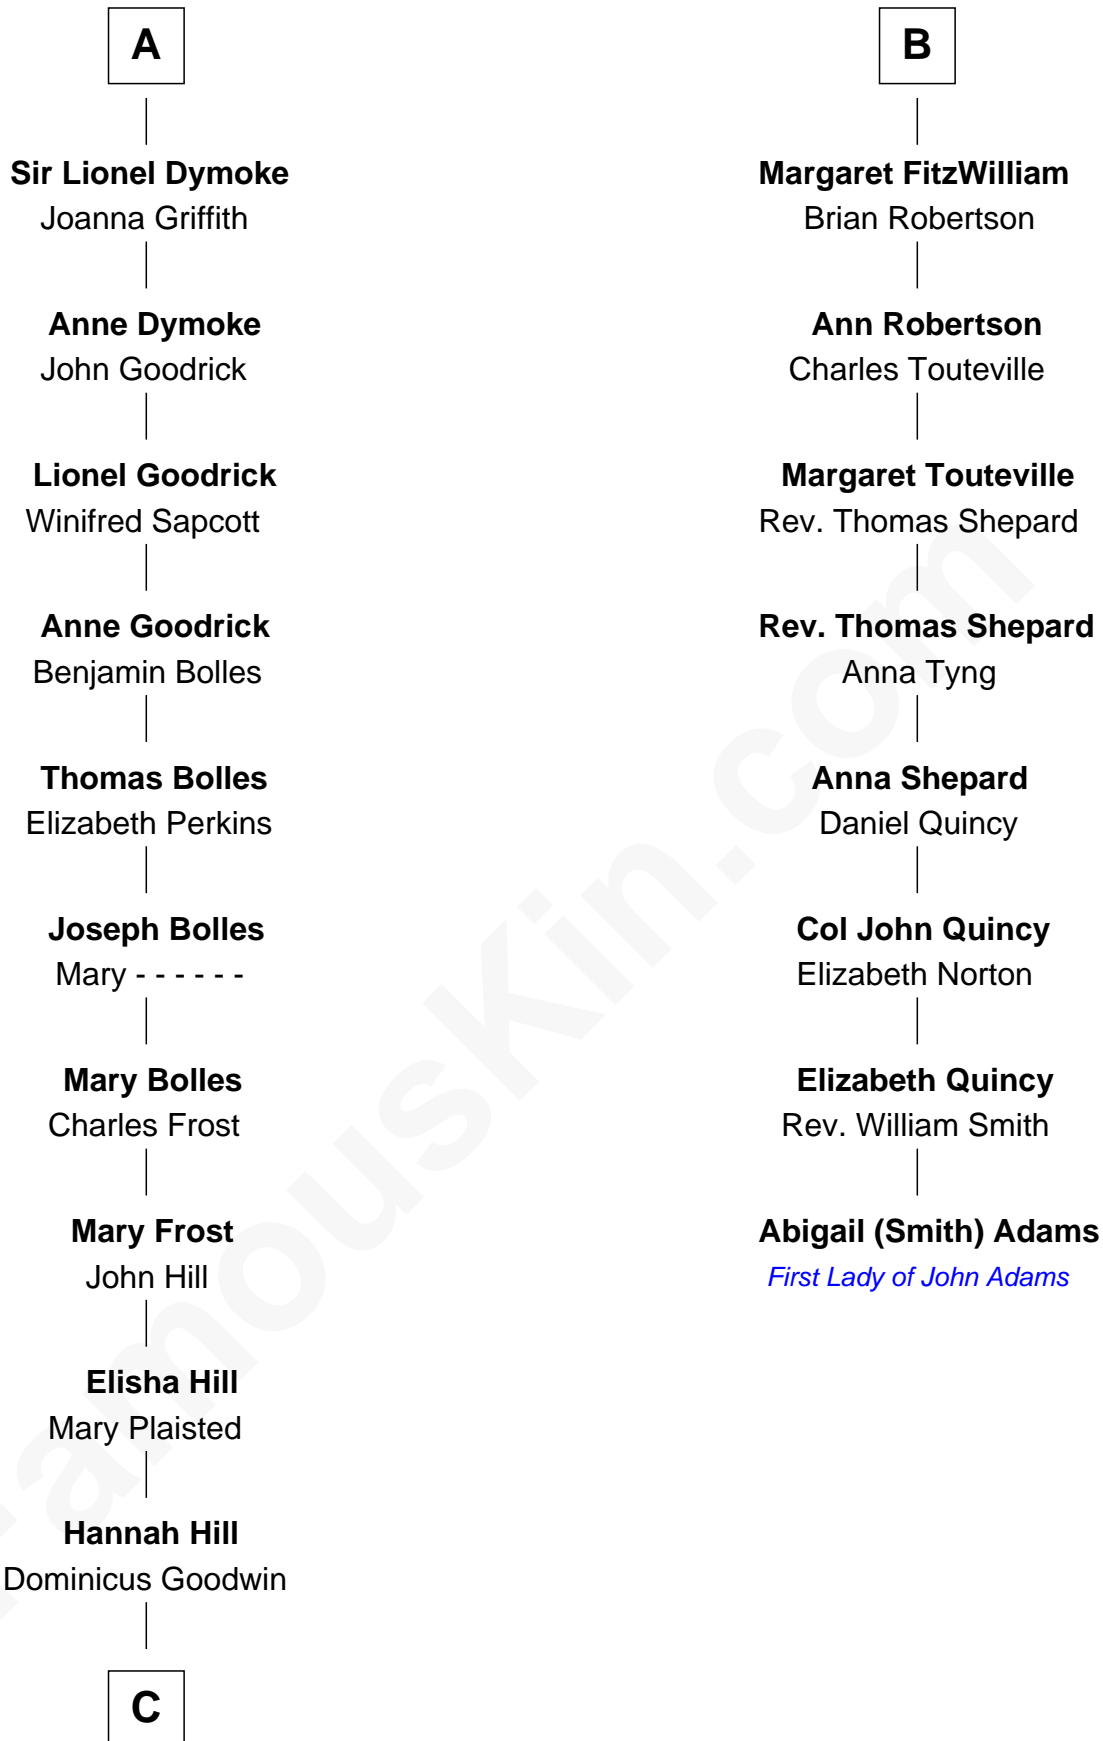 A
Sir Lionel Dymoke
Joanna Griffith
Anne Dymoke
John Goodrick
Lionel Goodrick
Winifred Sapcott
Anne Goodrick
Benjamin Bolles
Thomas Bolles
Elizabeth Perkins
Joseph Bolles
Mary - - - - - -
Mary Bolles
Charles Frost
Mary Frost
John Hill
Elisha Hill
Mary Plaisted
Hannah Hill
Dominicus Goodwin
C
B
Margaret FitzWilliam
Brian Robertson
Ann Robertson
Charles Touteville
Margaret Touteville
Rev. Thomas Shepard
Rev. Thomas Shepard
Anna Tyng
Anna Shepard
Daniel Quincy
Col John Quincy
Elizabeth Norton
Elizabeth Quincy
Rev. William Smith
Abigail (Smith) Adams
First Lady of John Adams
FamousKin.com